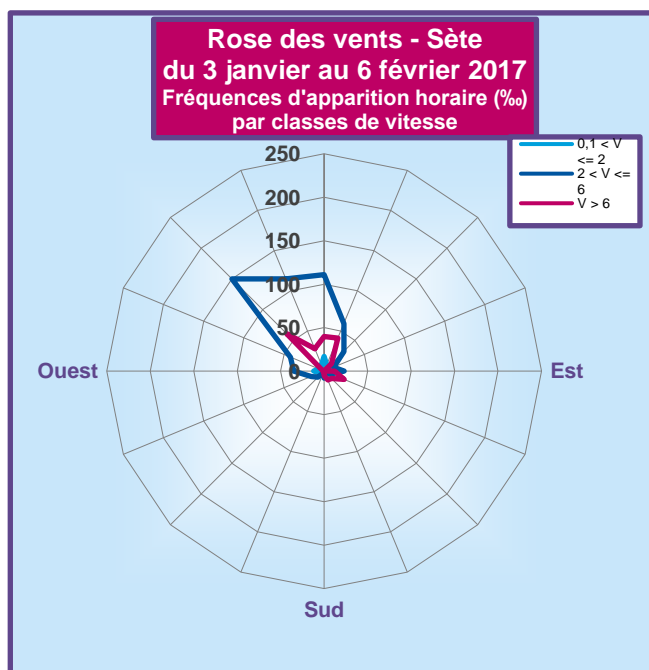 Rose des vents - Sète
du 3 janvier au 6 février 2017
Fréquences d'apparition horaire (‰)
par classes de vitesse
0,1 < V
<= 2
2 < V <=
6
V > 6
250
200
150
100
50
0
Ouest
Est
Sud